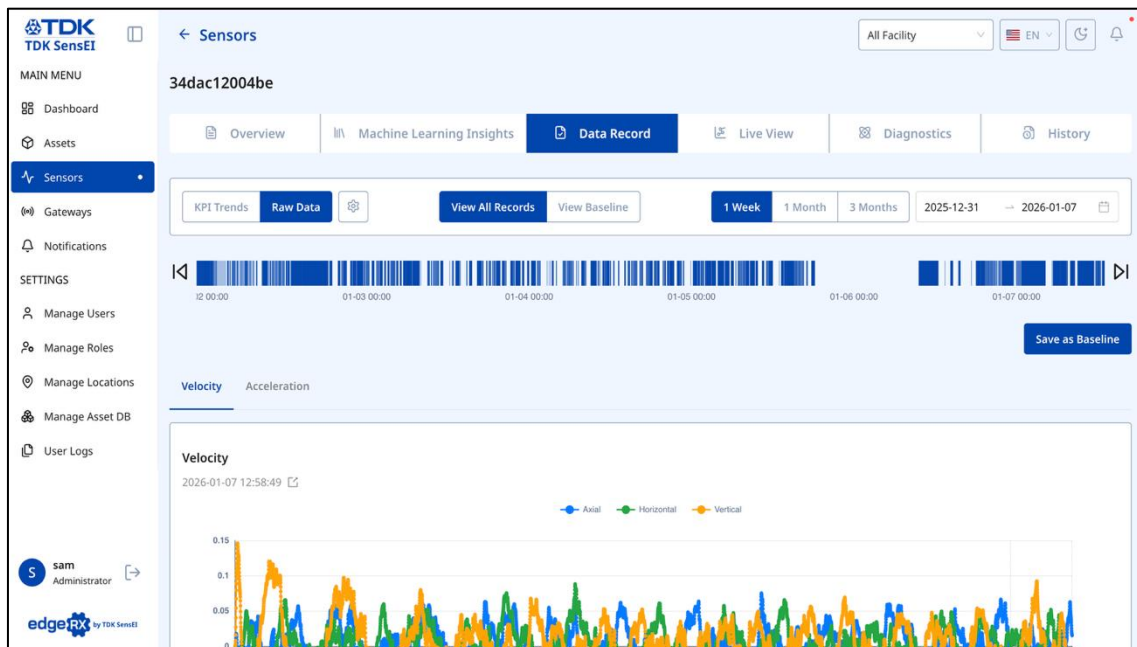 TDK
TDK SensEI
MAIN MENU
Dashboard
Assets
Sensors
Gateways
Notifications
SETTINGS
Manage Users
Manage Roles
Manage Locations
Manage Asset DB
User Logs
S
sam
Administrator
edgeRX by TDK SensEI
← Sensors
All Facility
EN
34dac12004be
Overview
Machine Learning Insights
Data Record
Live View
Diagnostics
History
KPI Trends
Raw Data
View All Records
View Baseline
1 Week
1 Month
3 Months
2025-12-31 → 2026-01-07
2 00:00
01-03 00:00
01-04 00:00
01-05 00:00
01-06 00:00
01-07 00:00
Save as Baseline
Velocity
Acceleration
Velocity
2026-01-07 12:58:49
Axial
Horizontal
Vertical
0.15
0.1
0.05
0